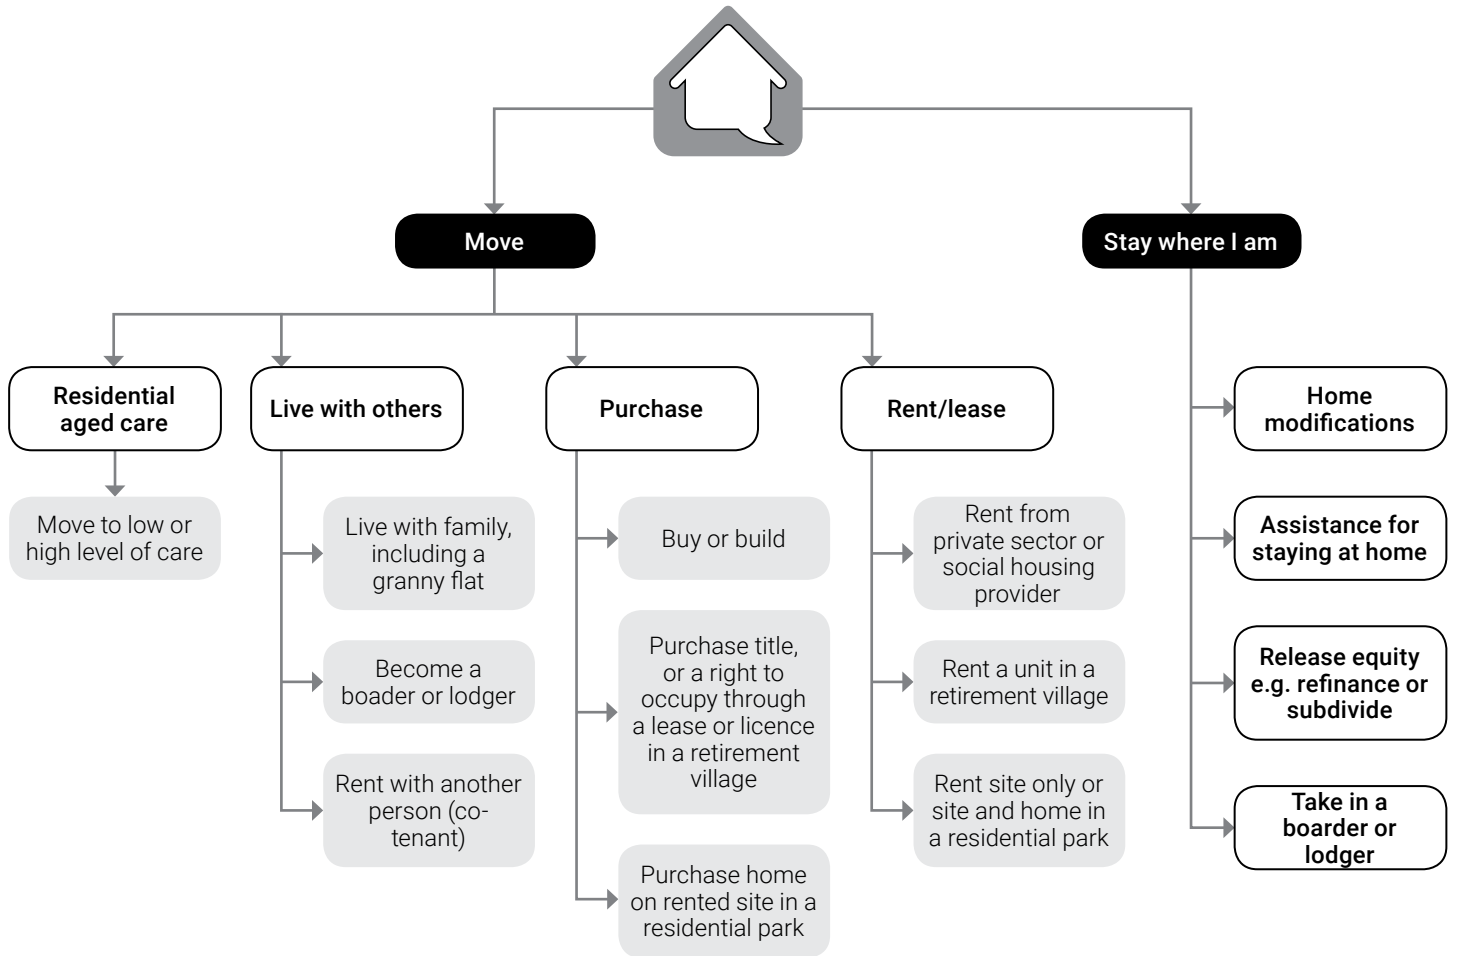 Move
Stay where I am
Residential
aged care
Move to low or
high level of care
Live with others
Live with family,
including a
granny flat
Become a
boader or lodger
Rent with another
person (co-
tenant)
Purchase
Buy or build
Purchase title,
or a right to
occupy through
a lease or licence
in a retirement
village
Purchase home
on rented site in a
residential park
Rent/lease
Rent from
private sector or
social housing
provider
Rent a unit in a
retirement village
Rent site only or
site and home in
a residential park
Home
modifications
Assistance for
staying at home
Release equity
e.g. refinance or
subdivide
Take in a
boarder or
lodger